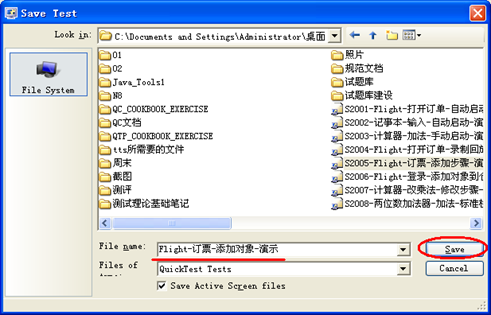 Save Test
Look in:
C:\Documents and Settings\Administrator\桌面
File System
01
02
Java_Tools1
N8
QC_COOKBOOK_EXERCISE
QC文档
QTP_COOKBOOK_EXERCISE
tts所需要的文件
周末
截图
测评
测试理论基础笔记
照片
规范文档
试题库
试题库建设
S2001-Flight-打开订单-自动启动
S2002-记事本-输入-自动启动-演
S2003-计算器-加法-手动启动-演
S2004-Flight-打开订单-录制回放
S2005-Flight-订票-添加步骤-演
S2006-Flight-登录-添加对象到仓
S2007-计算器-改乘法-修改步骤-
S2008-两位数加法器-加法-标准检
File name:
Flight-订票-添加对象-演示
Save
Files of
QuickTest Tests
Cancel
Save Active Screen files